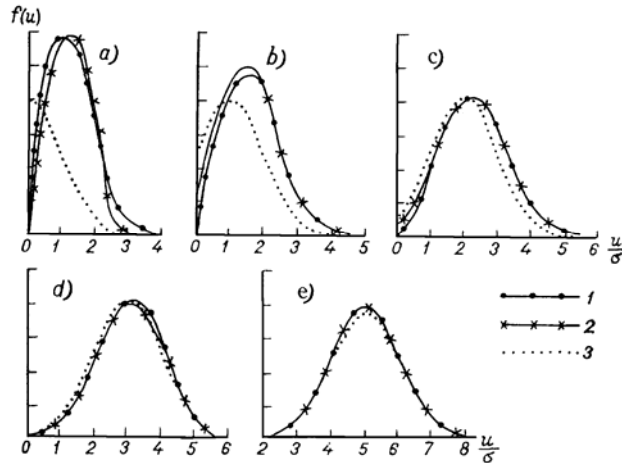 f(u)
a)
b)
c)
0 1 2 3 4
0 1 2 3 4 5
0 1 2 3 4 5 6
u/σ
d)
e)
1
2
3
0 1 2 3 4 5 6
2 3 4 5 6 7 8
u/σ